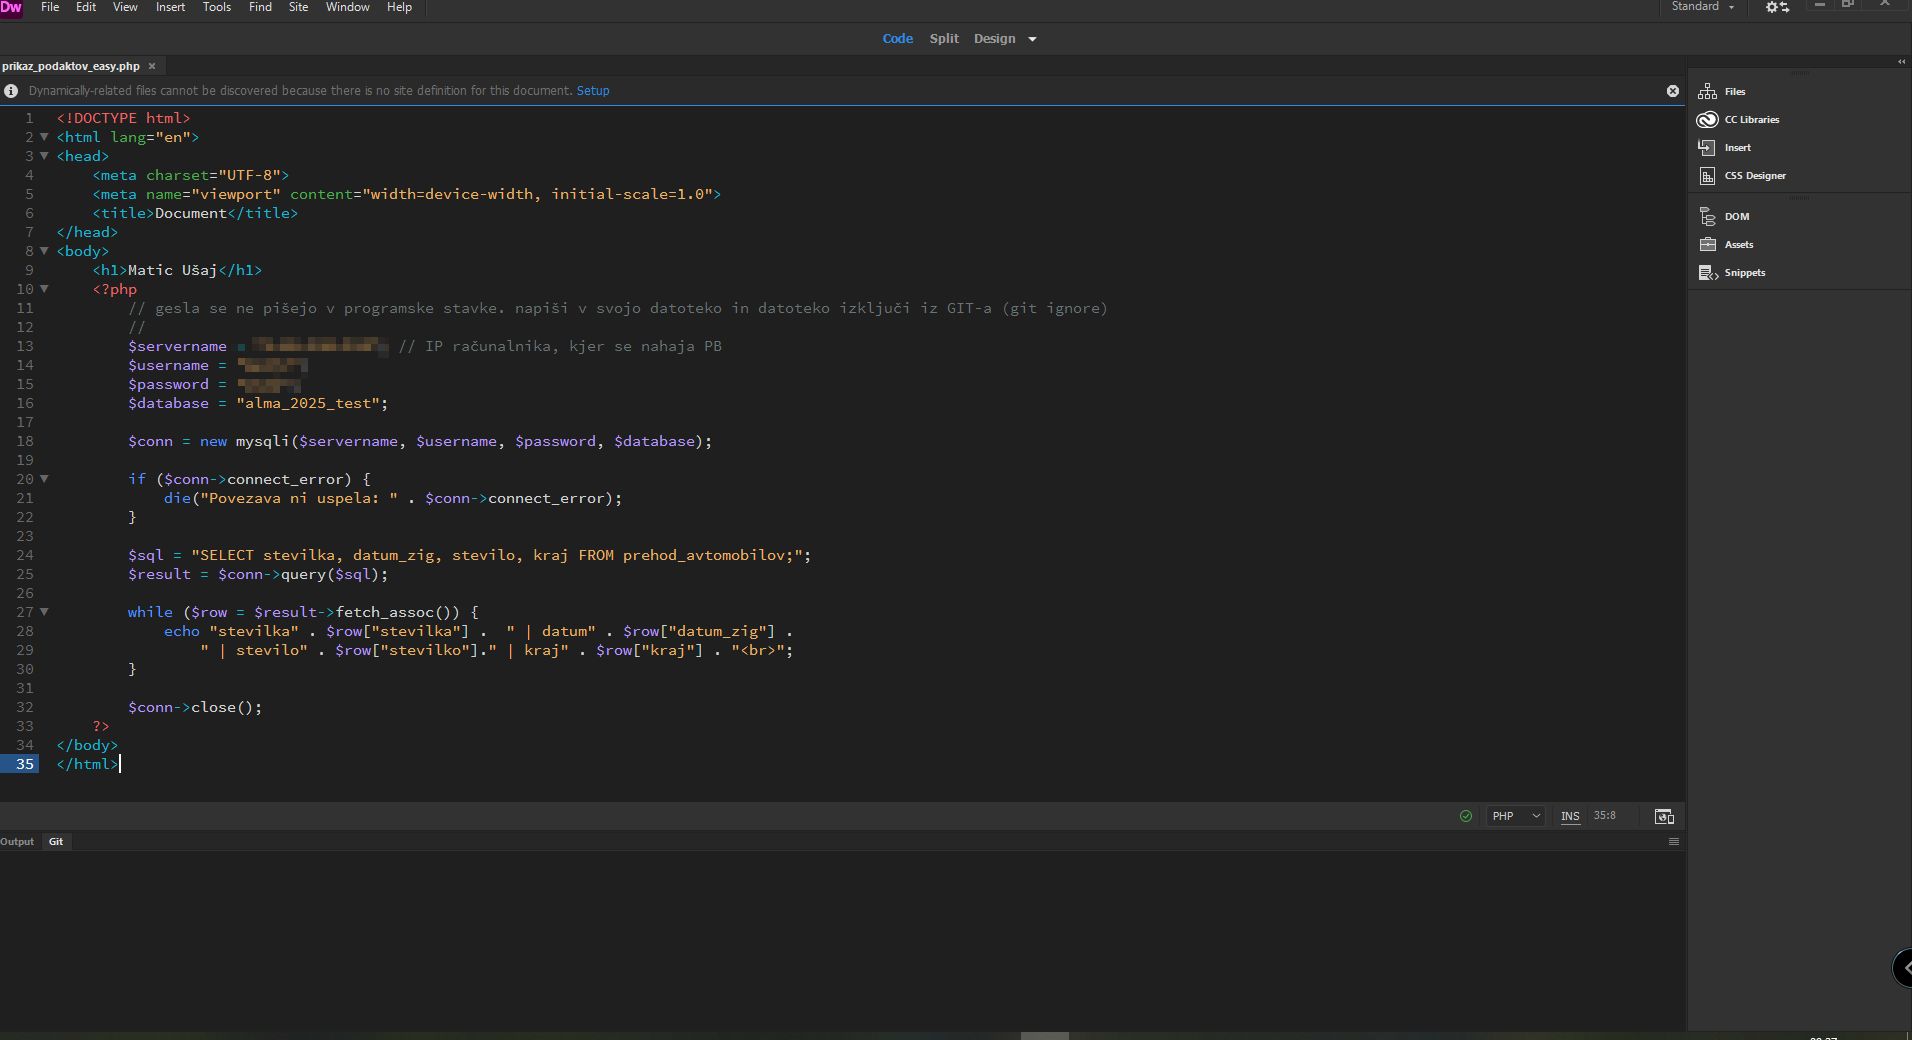 Dw File Edit View Insert Tools Find Site Window Help Standard
Code Split Design
prikaz_podaktov_easy.php
Dynamically-related files cannot be discovered because there is no site definition for this document. Setup
1 <!DOCTYPE html>
2 <html lang="en">
3 <head>
4 <meta charset="UTF-8">
5 <meta name="viewport" content="width=device-width, initial-scale=1.0">
6 <title>Document</title>
7 </head>
8 <body>
9 <h1>Matic Ušaj</h1>
10 <?php
11 // gesla se ne pišejo v programske stavke. napiši v svojo datoteko in datoteko izključi iz GIT-a (git ignore)
12 //
13 $servername // IP računalnika, kjer se nahaja PB
14 $username =
15 $password =
16 $database = "alma_2025_test";
17
18 $conn = new mysqli($servername, $username, $password, $database);
19
20 if ($conn->connect_error) {
21 die("Povezava ni uspela: " . $conn->connect_error);
22 }
23
24 $sql = "SELECT stevilka, datum_zig, stevilo, kraj FROM prehod_avtomobilov;";
25 $result = $conn->query($sql);
26
27 while ($row = $result->fetch_assoc()) {
28 echo "stevilka" . $row["stevilka"] .  " | datum" . $row["datum_zig"] .
29 " | stevilo" . $row["stevilko"]." | kraj" . $row["kraj"] . "<br>";
30 }
31
32 $conn->close();
33 ?>
34 </body>
35 </html>
PHP INS 35:8
Output Git
Files
CC Libraries
Insert
CSS Designer
DOM
Assets
Snippets